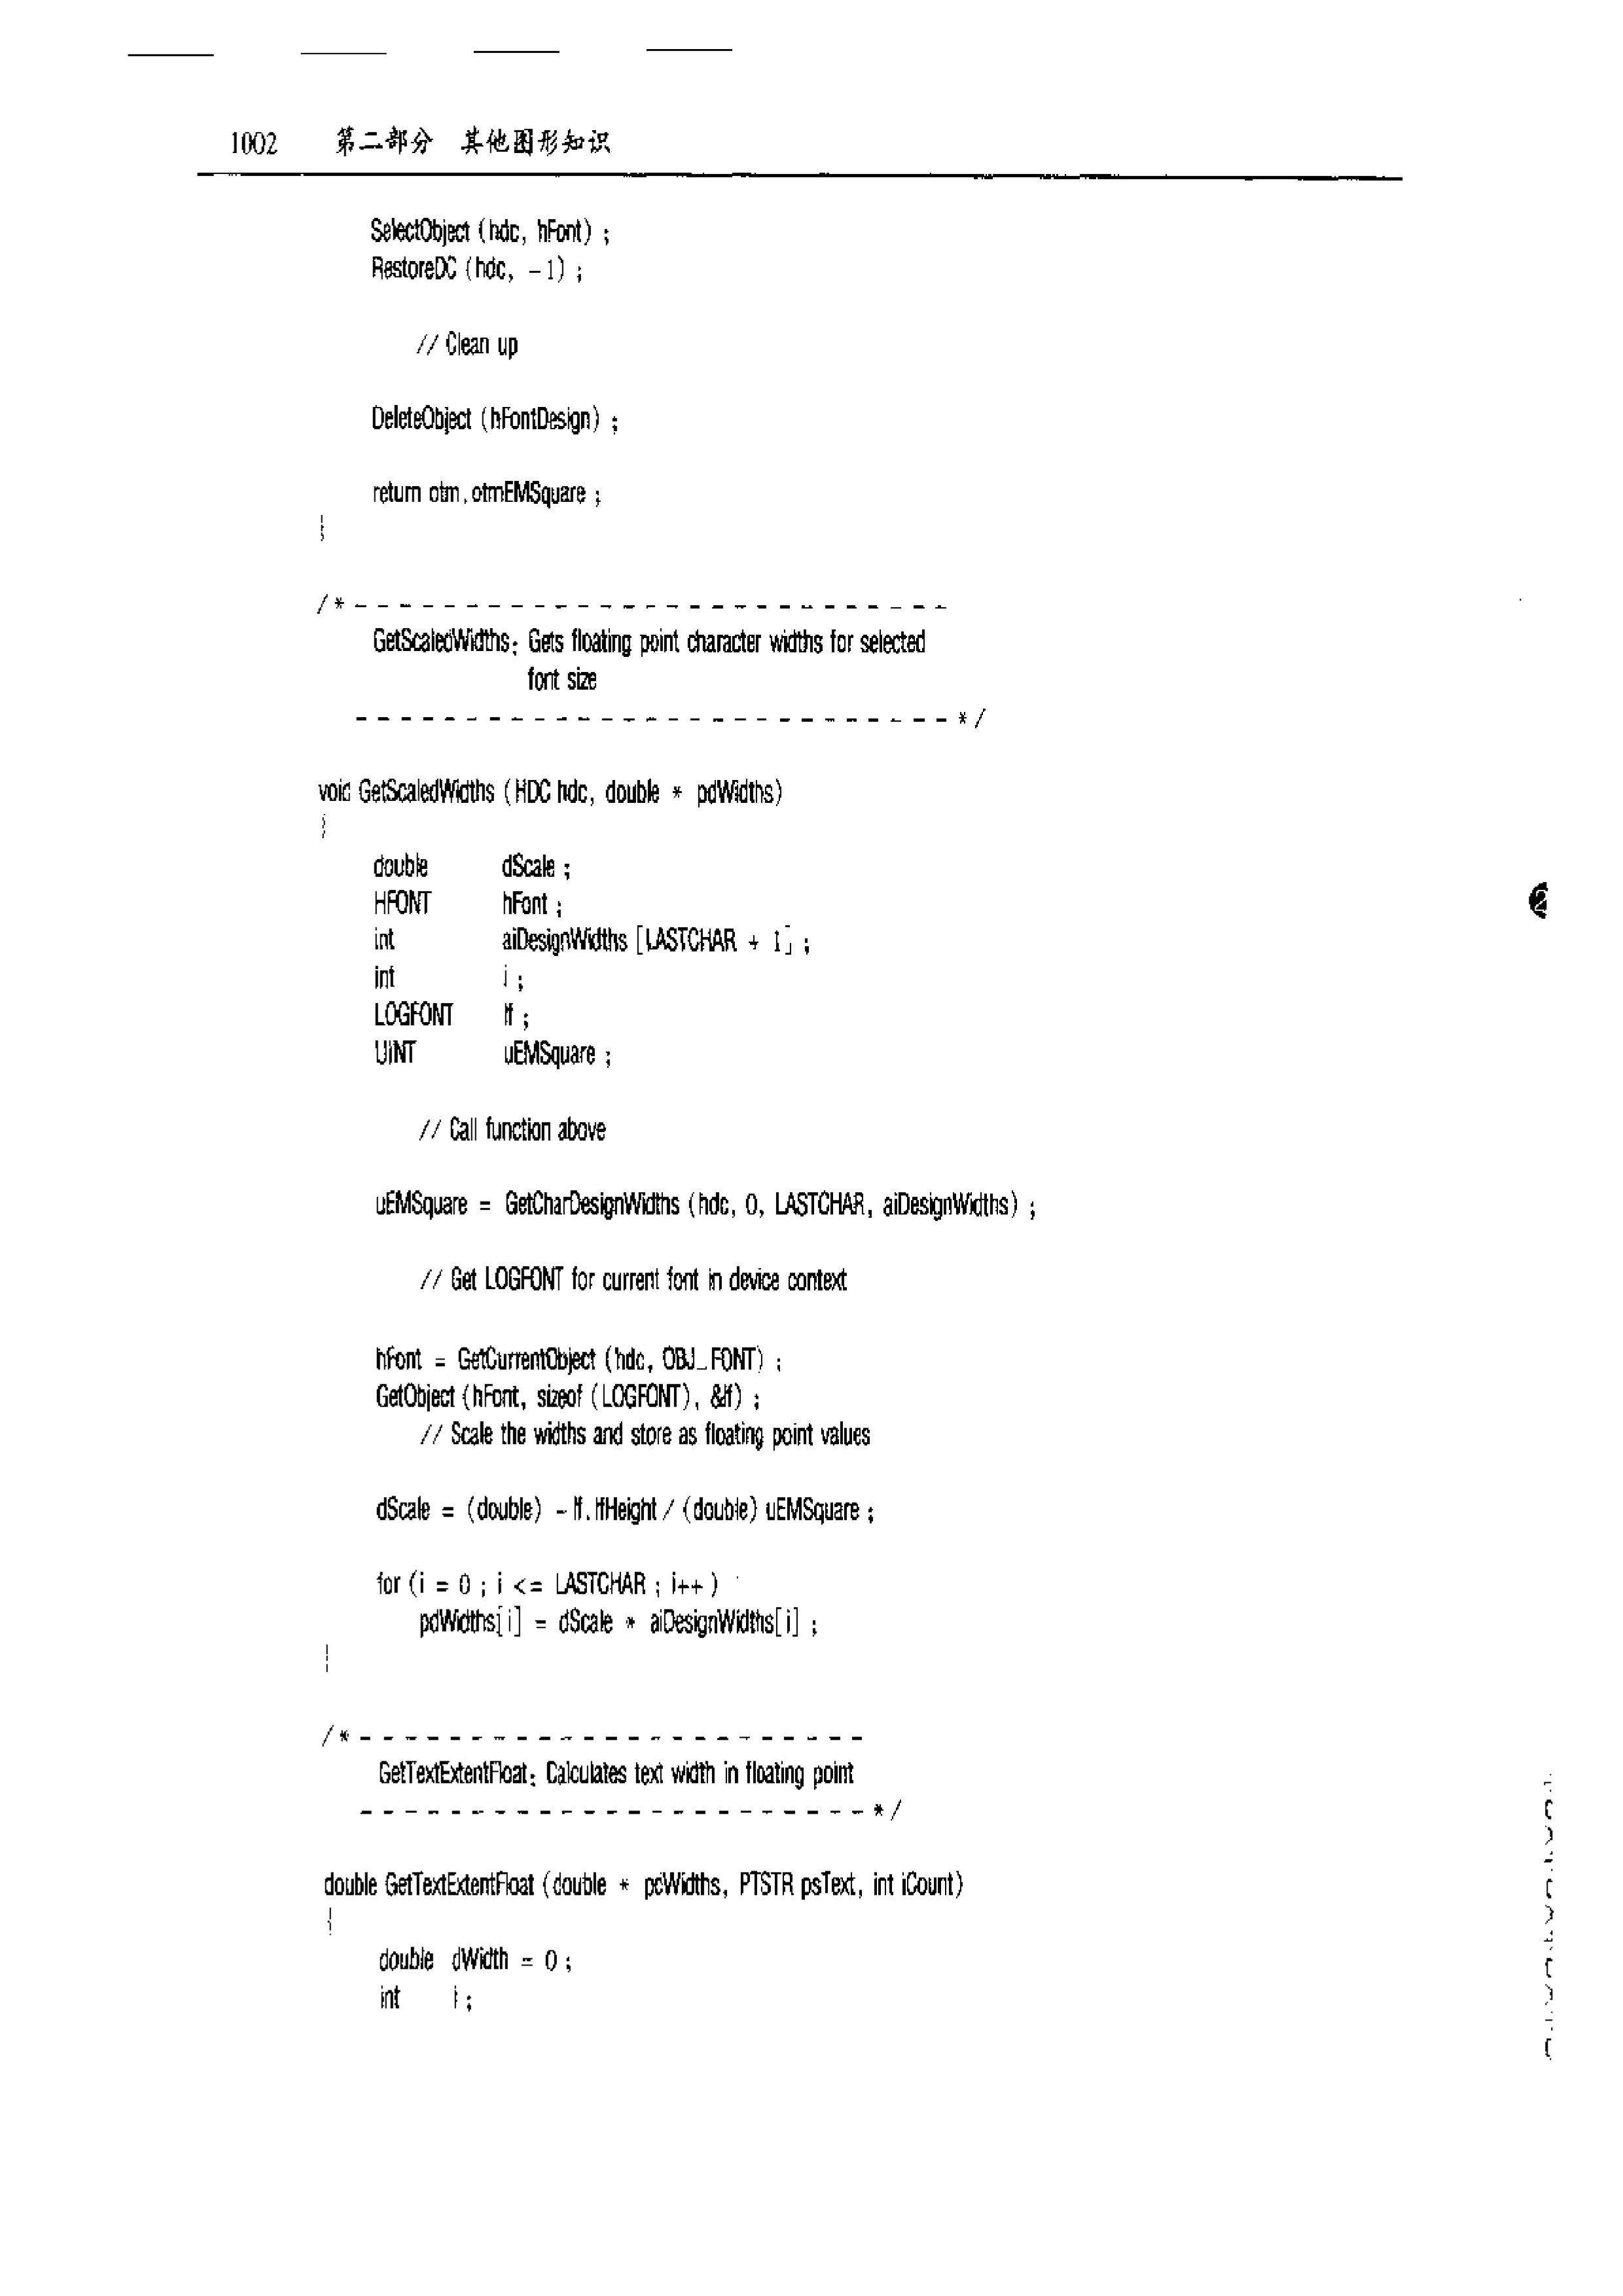 1002 第二部分 其他图形知识
SelectObject (hdc, hFont) ;
RestoreDC (hdc, -1) ;
// Clean up
DeleteObject (hFontDesign) ;
return otm.otmEMSquare ;
}
/* - - - - - - - - - - - - - - - - - - - - - - - - - - -
GetScaledWidths: Gets floating point character widths for selected
font size
- - - - - - - - - - - - - - - - - - - - - - - - - - - */
void GetScaledWidths (HDC hdc, double * pdWidths)
{
double dScale ;
HFONT hFont ;
int aiDesignWidths [LASTCHAR + 1] ;
int i ;
LOGFONT lf ;
UINT uEMSquare ;
// Call function above
uEMSquare = GetCharDesignWidths (hdc, 0, LASTCHAR, aiDesignWidths) ;
// Get LOGFONT for current font in device context
hFont = GetCurrentObject (hdc, OBJ_FONT) ;
GetObject (hFont, sizeof (LOGFONT), &lf) ;
// Scale the widths and store as floating point values
dScale = (double) -lf.lfHeight / (double) uEMSquare ;
for (i = 0 ; i <= LASTCHAR ; i++ )
pdWidths[i] = dScale * aiDesignWidths[i] ;
}
/* - - - - - - - - - - - - - - - - - - - - - - -
GetTextExtentFloat: Calculates text width in floating point
- - - - - - - - - - - - - - - - - - - - - - - */
double GetTextExtentFloat (double * pdWidths, PTSTR psText, int iCount)
{
double dWidth = 0 ;
int i ;